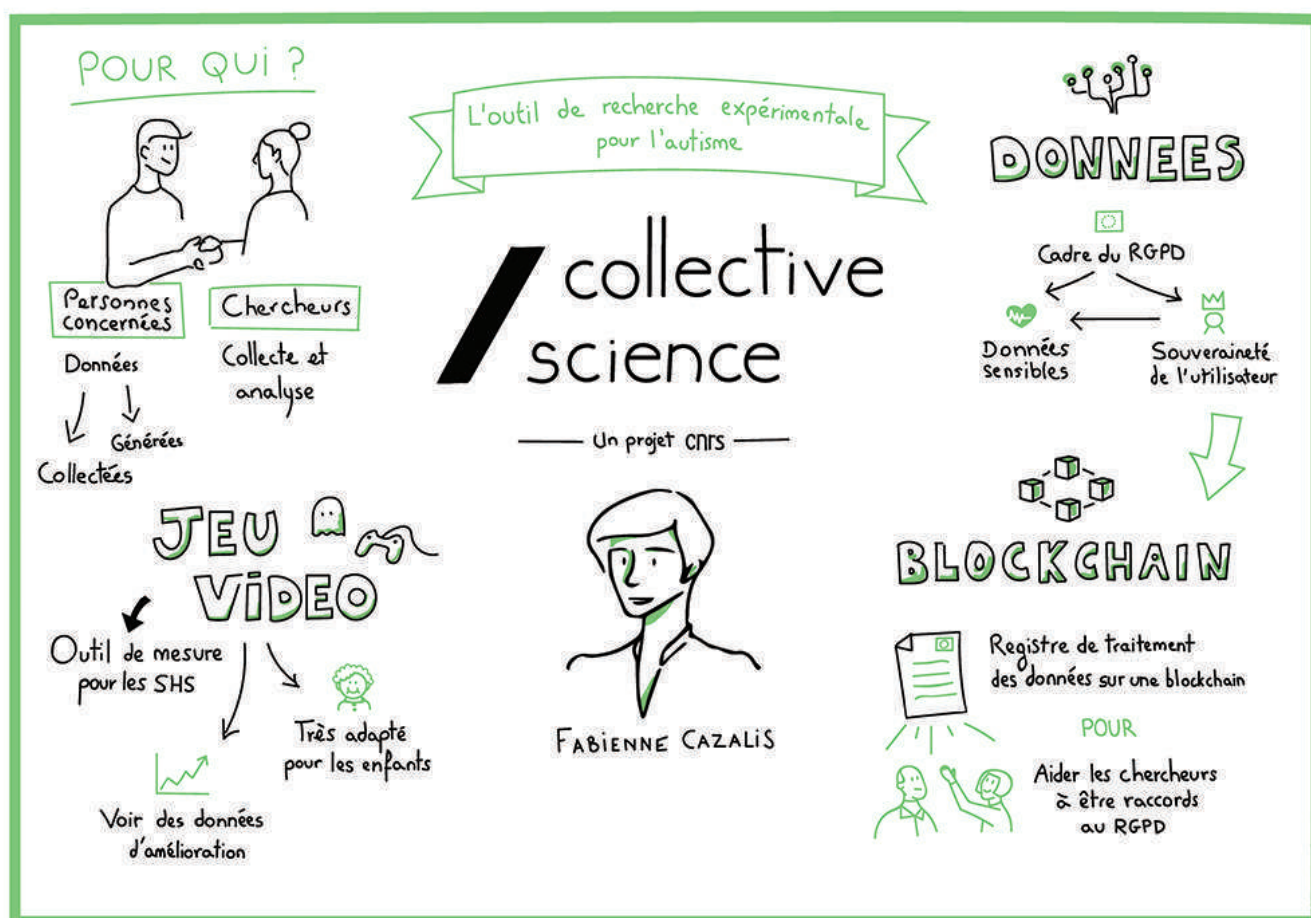 POUR QUI ?
Personnes
concernées
Chercheurs
Données
Collecte et
analyse
Générées
Collectées
JEU
VIDEO
Outil de mesure
pour les SHS
Très adapté
pour les enfants
Voir des données
d'amélioration
L'outil de recherche expérimentale
pour l'autisme
collective
science
Un projet cnrs
FABIENNE CAZALIS
DONNEES
Cadre du RGPD
Données
sensibles
Souveraineté
de l'utilisateur
BLOCKCHAIN
Registre de traitement
des données sur une blockchain
POUR
Aider les chercheurs
à être raccords
au RGPD